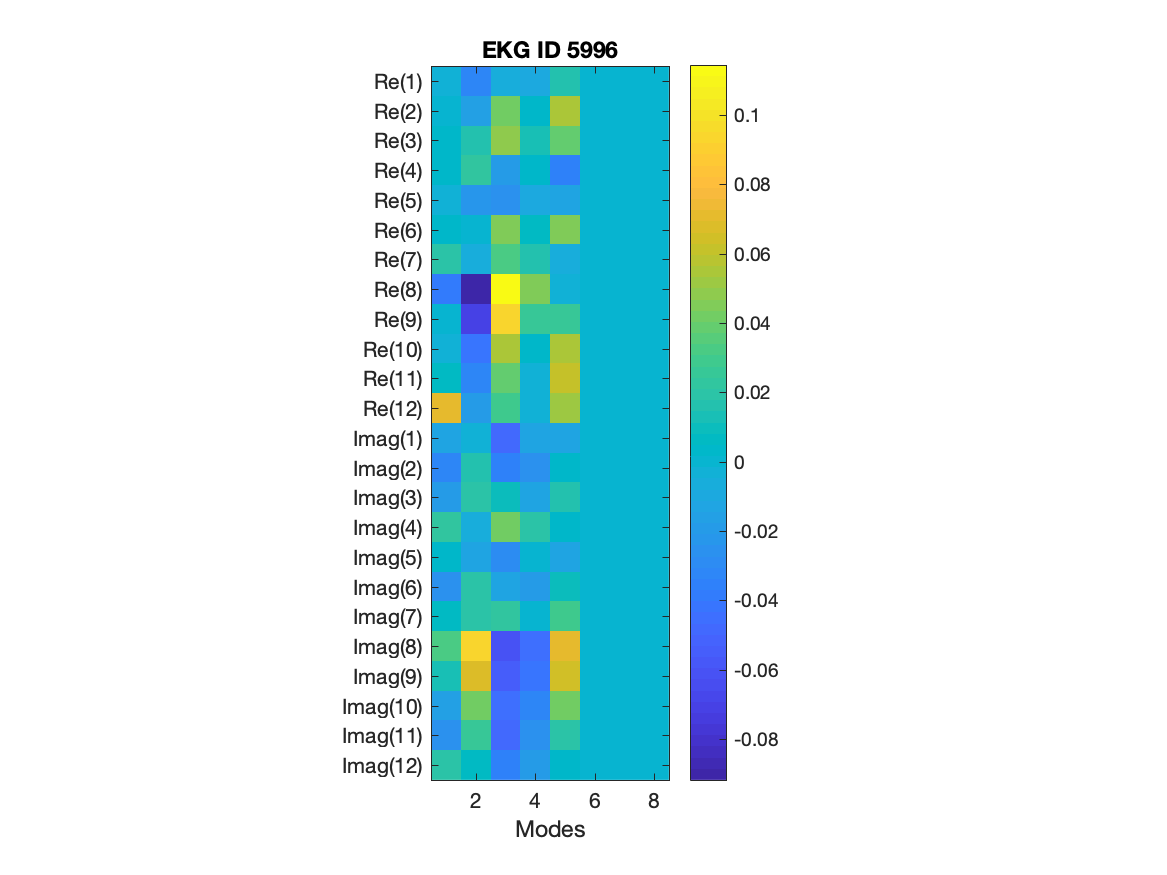 EKG ID 5996
Re(1)
Re(2)
Re(3)
Re(4)
Re(5)
Re(6)
Re(7)
Re(8)
Re(9)
Re(10)
Re(11)
Re(12)
Imag(1)
Imag(2)
Imag(3)
Imag(4)
Imag(5)
Imag(6)
Imag(7)
Imag(8)
Imag(9)
Imag(10)
Imag(11)
Imag(12)
2 4 6 8
Modes
0.1
0.08
0.06
0.04
0.02
0
-0.02
-0.04
-0.06
-0.08